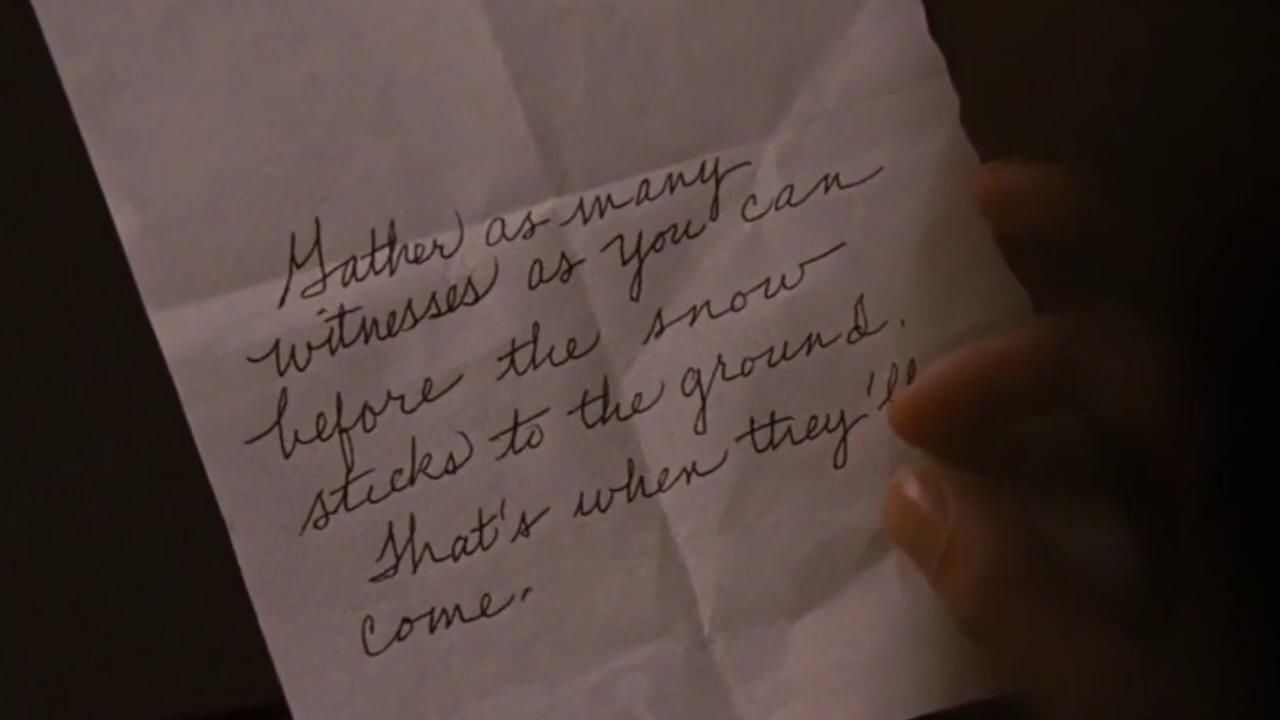 Gather as many
witnesses as you can
before the snow
sticks to the ground.
That's when they'll
come.